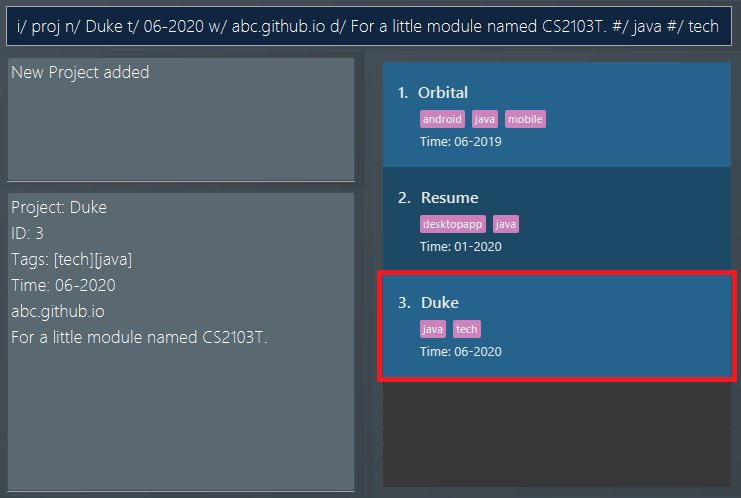 i/ proj n/ Duke t/ 06-2020 w/ abc.github.io d/ For a little module named CS2103T. #/ java #/ tech
New Project added
Project: Duke
ID: 3
Tags: [tech][java]
Time: 06-2020
abc.github.io
For a little module named CS2103T.
1. Orbital
android java mobile
Time: 06-2019
2. Resume
desktopapp java
Time: 01-2020
3. Duke
java tech
Time: 06-2020